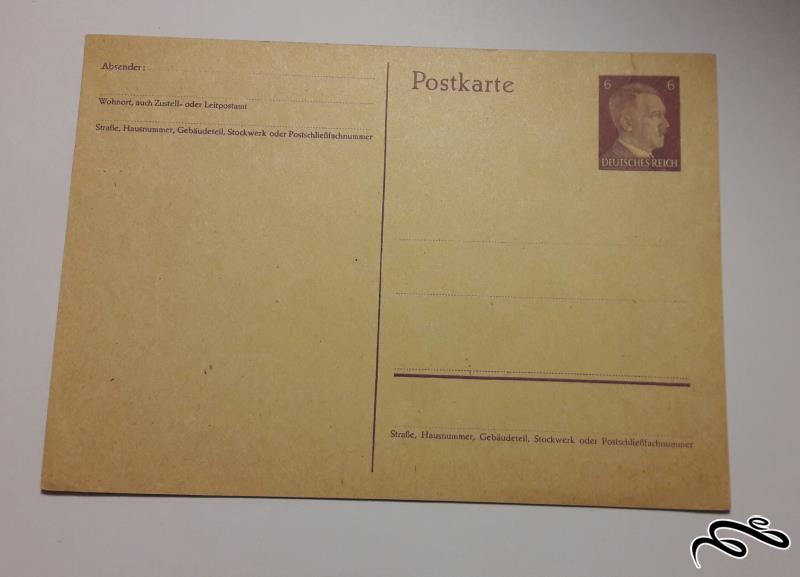 Absender:
Wohnort, auch Zustell- oder Leitpostamt
Straße, Hausnummer, Gebäudeteil, Stockwerk oder Postschließfachnummer
Postkarte
6 6
DEUTSCHES REICH
Straße, Hausnummer, Gebäudeteil, Stockwerk oder Postschließfachnummer